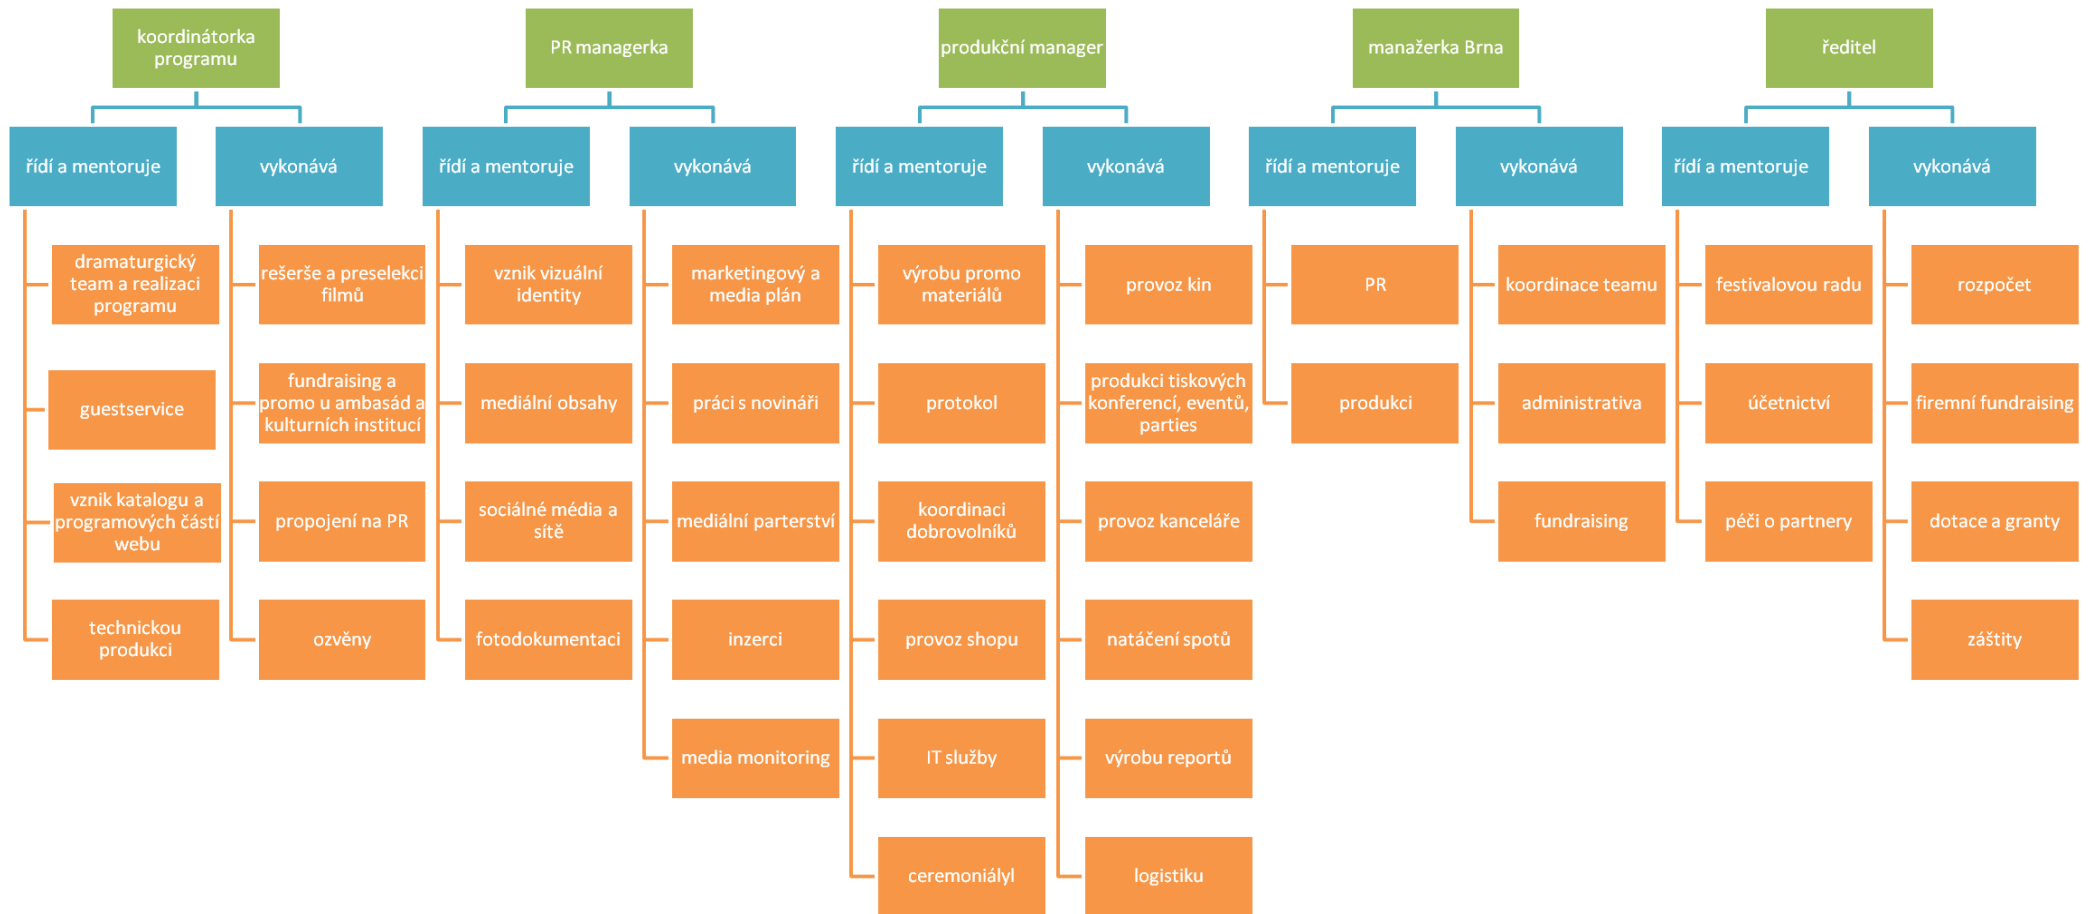 koordinátorka
programu
řídí a mentoruje
dramaturgický
team a realizaci
programu
guestservice
vznik katalogu a
programových částí
webu
technickou
produkci
vykonává
rešerše a preselekci
filmů
fundraising a
promo u ambasád a
kulturních institucí
propojení na PR
ozvěny
PR managerka
řídí a mentoruje
vznik vizuální
identity
mediální obsahy
sociálné média a
sítě
fotodokumentaci
vykonává
marketingový a
media plán
práci s novináři
mediální parterství
inzerci
media monitoring
produkční manager
řídí a mentoruje
výrobu promo
materiálů
protokol
koordinaci
dobrovolníků
provoz shopu
IT služby
ceremoniályl
vykonává
provoz kin
produkci tiskových
konferencí, eventů,
parties
provoz kanceláře
natáčení spotů
výrobu reportů
logistiku
manažerka Brna
řídí a mentoruje
PR
produkci
vykonává
koordinace teamu
administrativa
fundraising
ředitel
řídí a mentoruje
festivalovou radu
účetnictví
péči o partnery
vykonává
rozpočet
firemní fundraising
dotace a granty
záštity